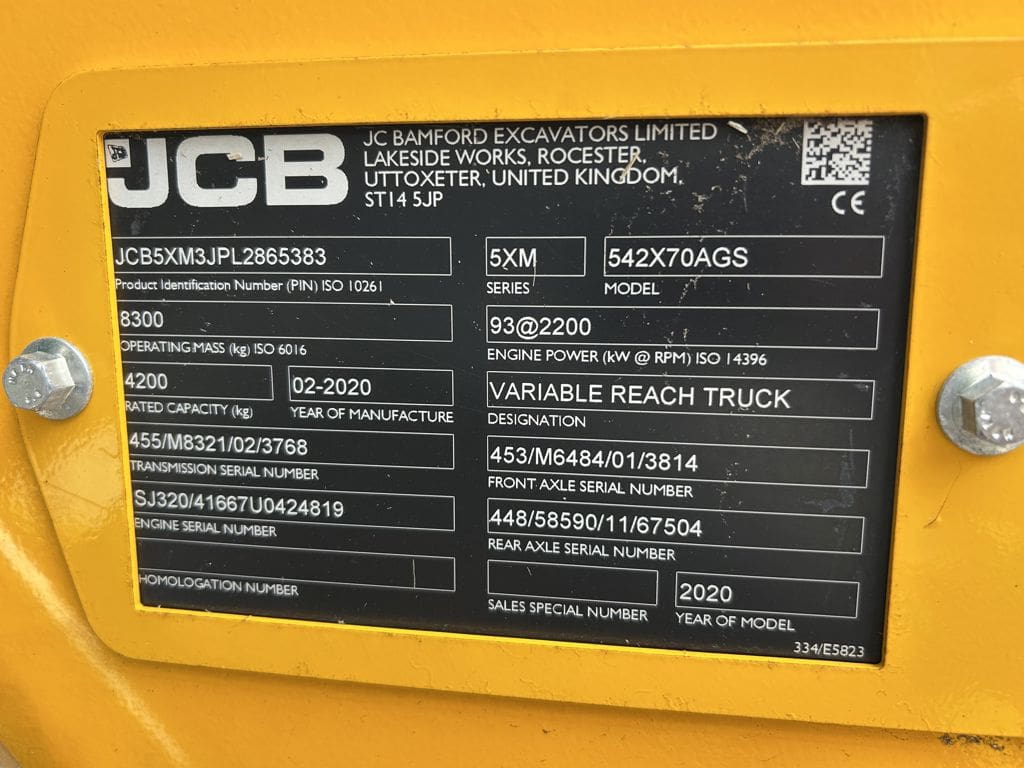 JCB
JC BAMFORD EXCAVATORS LIMITED
LAKESIDE WORKS, ROCESTER,
UTTOXETER, UNITED KINGDOM,
ST14 5JP
CE
JCB5XM3JPL2865383
Product Identification Number (PIN) ISO 10261
5XM
SERIES
542X70AGS
MODEL
8300
OPERATING MASS (kg) ISO 6016
93@2200
ENGINE POWER (kW @ RPM) ISO 14396
4200
RATED CAPACITY (kg)
02-2020
YEAR OF MANUFACTURE
VARIABLE REACH TRUCK
DESIGNATION
455/M8321/02/3768
TRANSMISSION SERIAL NUMBER
453/M6484/01/3814
FRONT AXLE SERIAL NUMBER
SJ320/41667U0424819
ENGINE SERIAL NUMBER
448/58590/11/67504
REAR AXLE SERIAL NUMBER
HOMOLOGATION NUMBER
SALES SPECIAL NUMBER
2020
YEAR OF MODEL
334/E5823